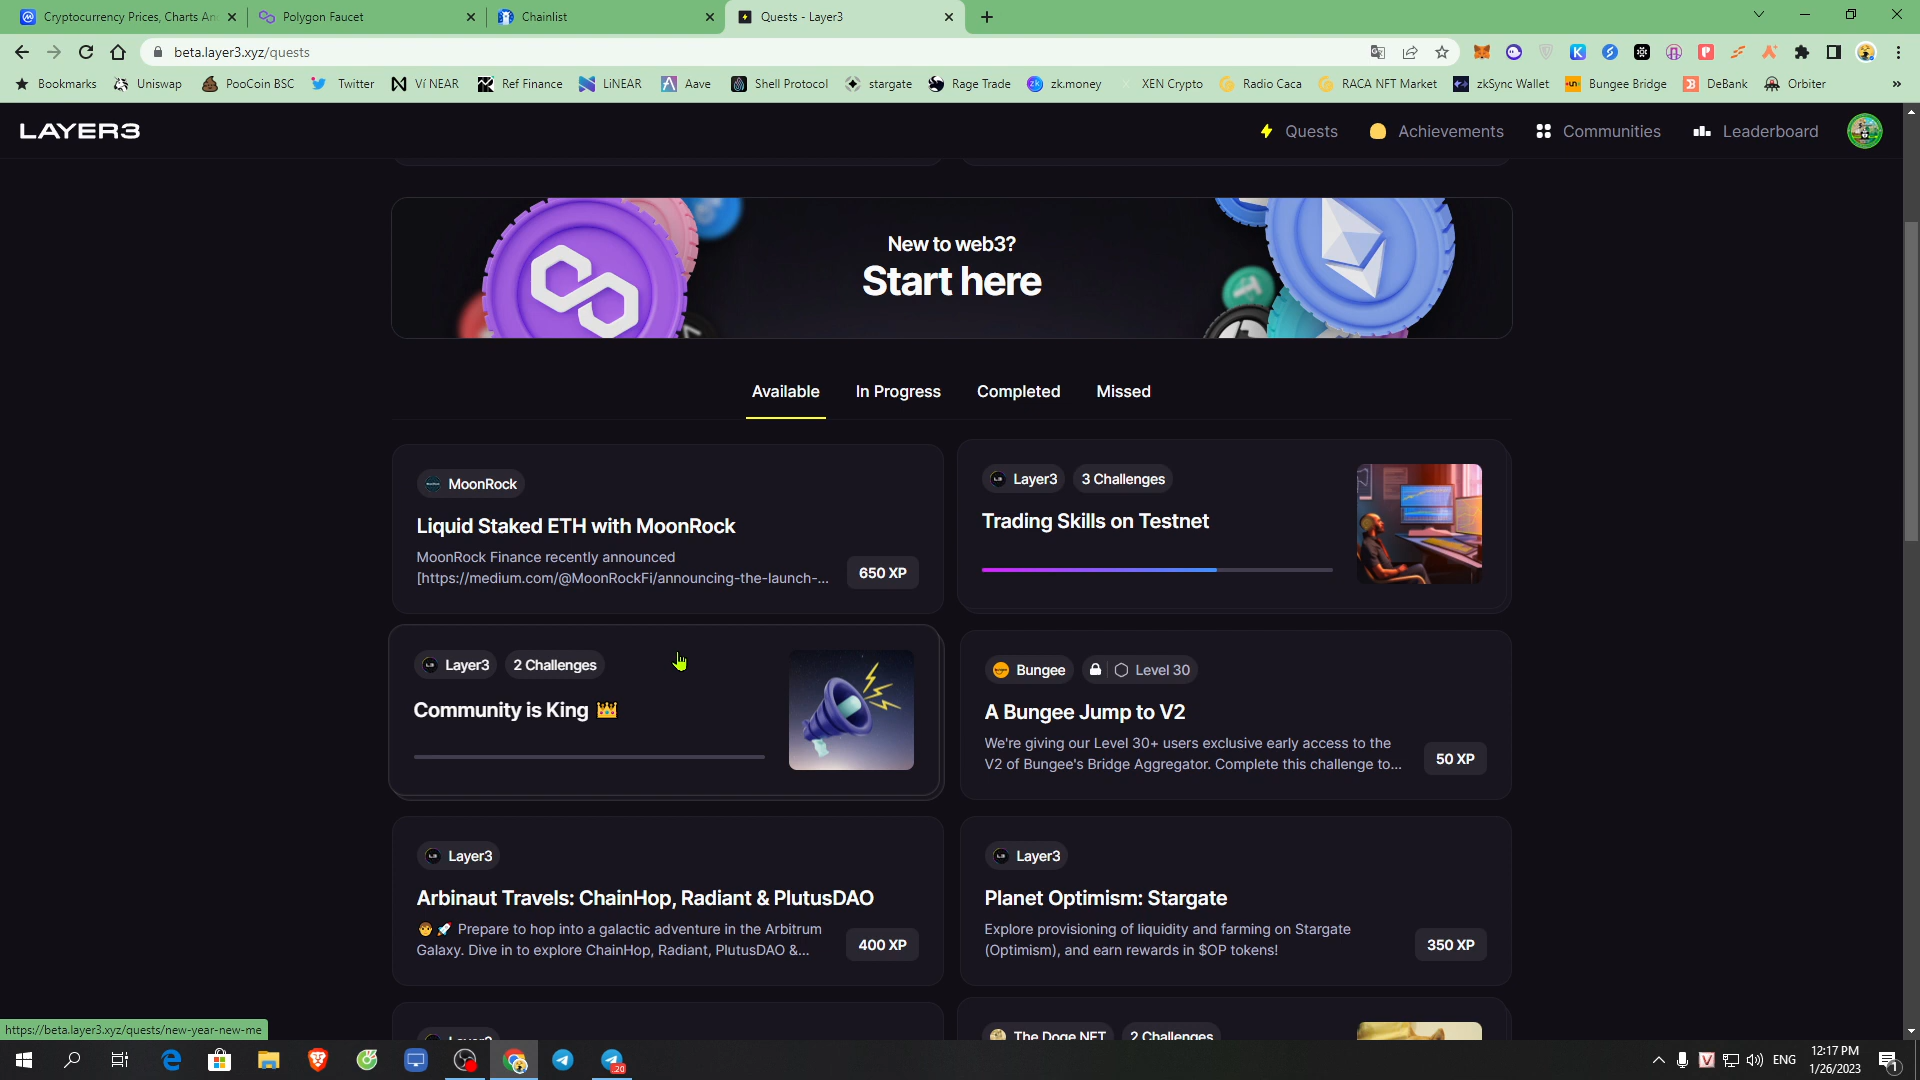 Cryptocurrency Prices, Charts An
Polygon Faucet
Chainlist
Quests - Layer3
beta.layer3.xyz/quests
Bookmarks
Uniswap
PooCoin BSC
Twitter
Ví NEAR
Ref Finance
LiNEAR
Aave
Shell Protocol
stargate
Rage Trade
zk.money
XEN Crypto
Radio Caca
RACA NFT Market
zkSync Wallet
Bungee Bridge
DeBank
Orbiter
LAYER3
Quests
Achievements
Communities
Leaderboard
New to web3?
Start here
Available
In Progress
Completed
Missed
MoonRock
Liquid Staked ETH with MoonRock
MoonRock Finance recently announced
[https://medium.com/@MoonRockFi/announcing-the-launch-...
650 XP
Layer3
3 Challenges
Trading Skills on Testnet
Layer3
2 Challenges
Community is King 👑
Bungee
Level 30
A Bungee Jump to V2
We're giving our Level 30+ users exclusive early access to the
V2 of Bungee's Bridge Aggregator. Complete this challenge to...
50 XP
Layer3
Arbinaut Travels: ChainHop, Radiant & PlutusDAO
👨🚀 Prepare to hop into a galactic adventure in the Arbitrum
Galaxy. Dive in to explore ChainHop, Radiant, PlutusDAO &...
400 XP
Layer3
Planet Optimism: Stargate
Explore provisioning of liquidity and farming on Stargate
(Optimism), and earn rewards in $OP tokens!
350 XP
Layer3
The Doge NFT
2 Challenges
https://beta.layer3.xyz/quests/new-year-new-me
20
ENG
12:17 PM
1/26/2023
1